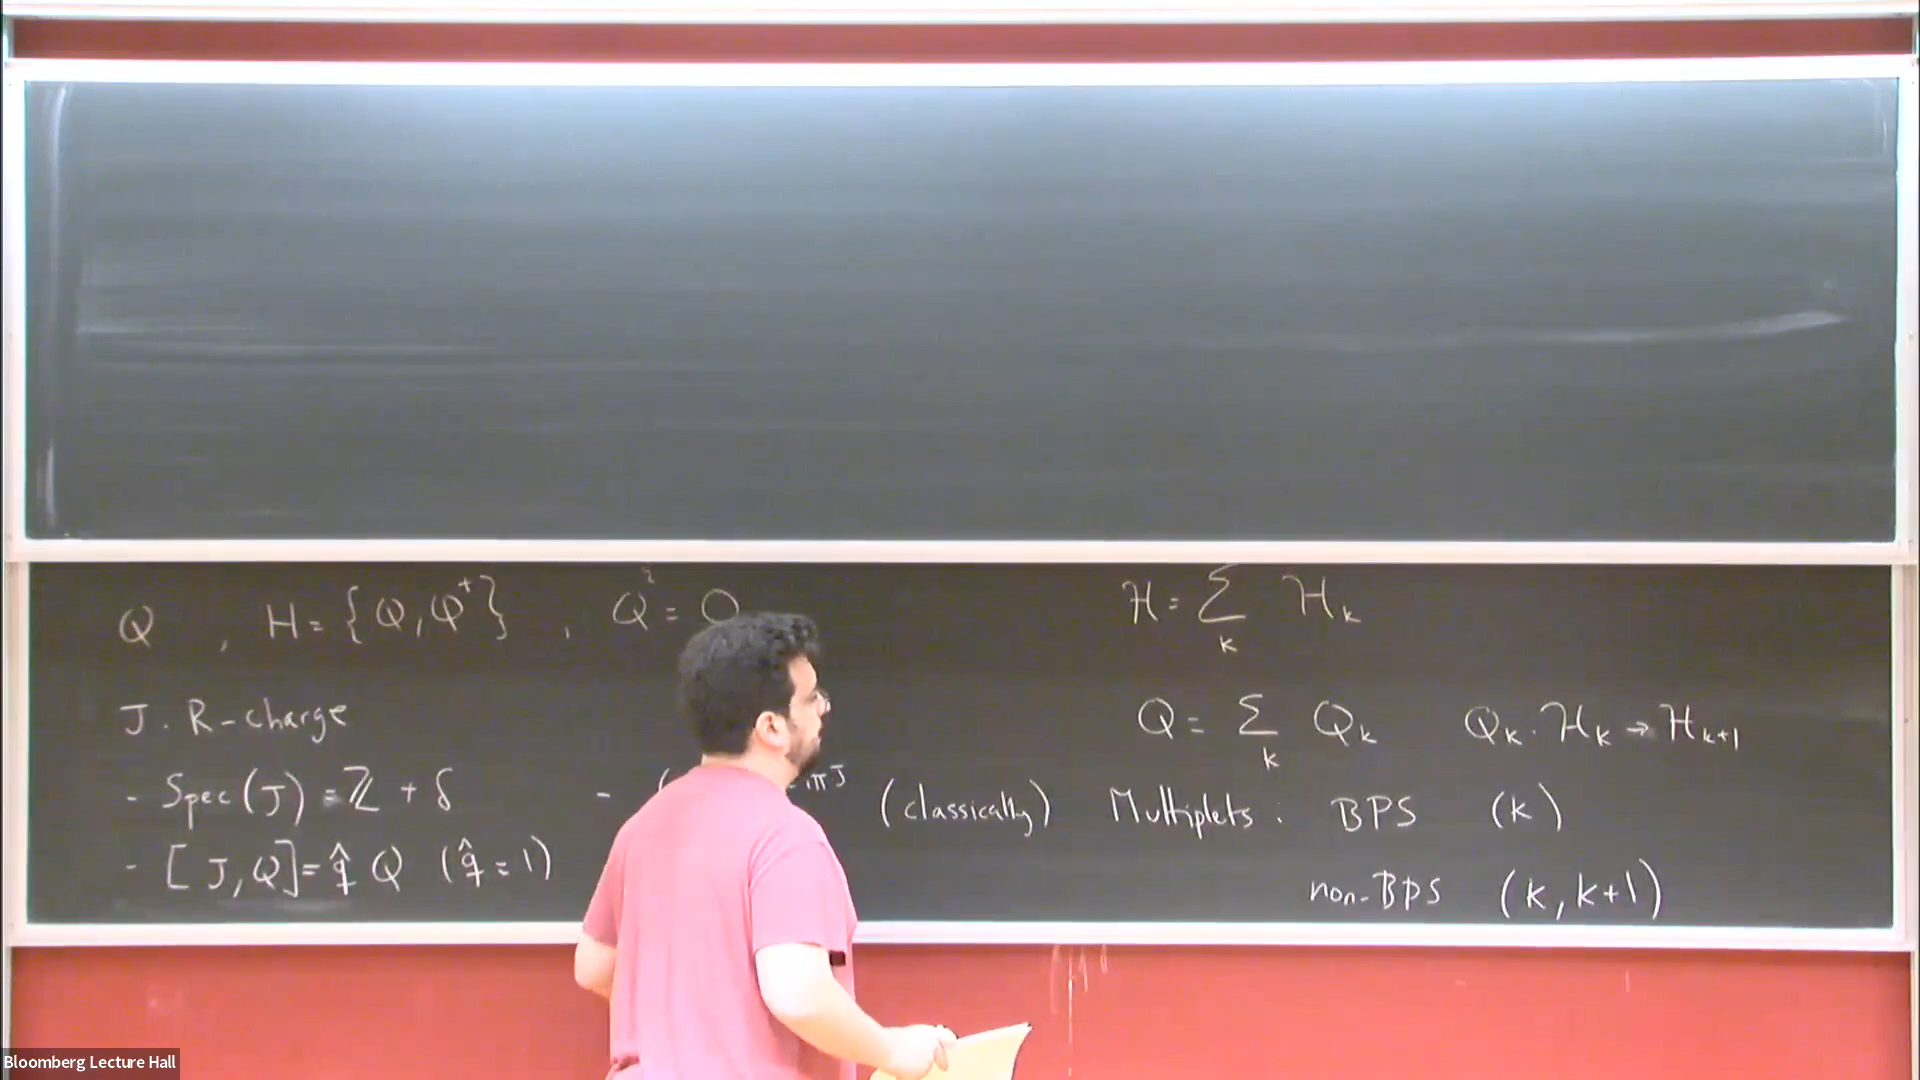 Q , H = {Q, Q†} , Q² = 0
J : R-charge
- Spec(J) = ℤ + δ
- [J, Q] = q̂ Q (q̂ = 1)
- ( iπJ (classically)
ℋ = Σ_k ℋ_k
Q = Σ_k Q_k Q_k : ℋ_k → ℋ_{k+1}
Multiplets : BPS (k)
non-BPS (k, k+1)
Bloomberg Lecture Hall